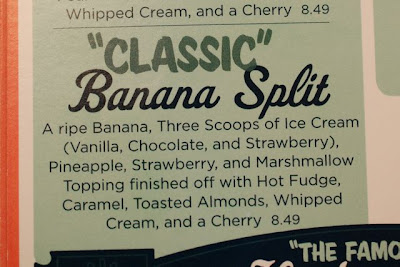 Whipped Cream, and a Cherry 8.49
"CLASSIC"
Banana Split
A ripe Banana, Three Scoops of Ice Cream
(Vanilla, Chocolate, and Strawberry),
Pineapple, Strawberry, and Marshmallow
Topping finished off with Hot Fudge,
Caramel, Toasted Almonds, Whipped
Cream, and a Cherry 8.49
"THE FAMO